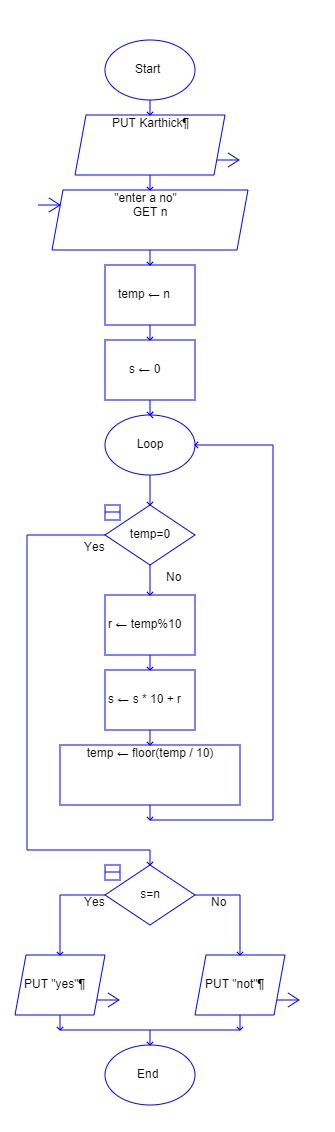 Start
PUT Karthick¶
"enter a no"
GET n
temp ← n
s ← 0
Loop
temp=0
Yes
No
r ← temp%10
s ← s * 10 + r
temp ← floor(temp / 10)
s=n
Yes
No
PUT "yes"¶
PUT "not"¶
End